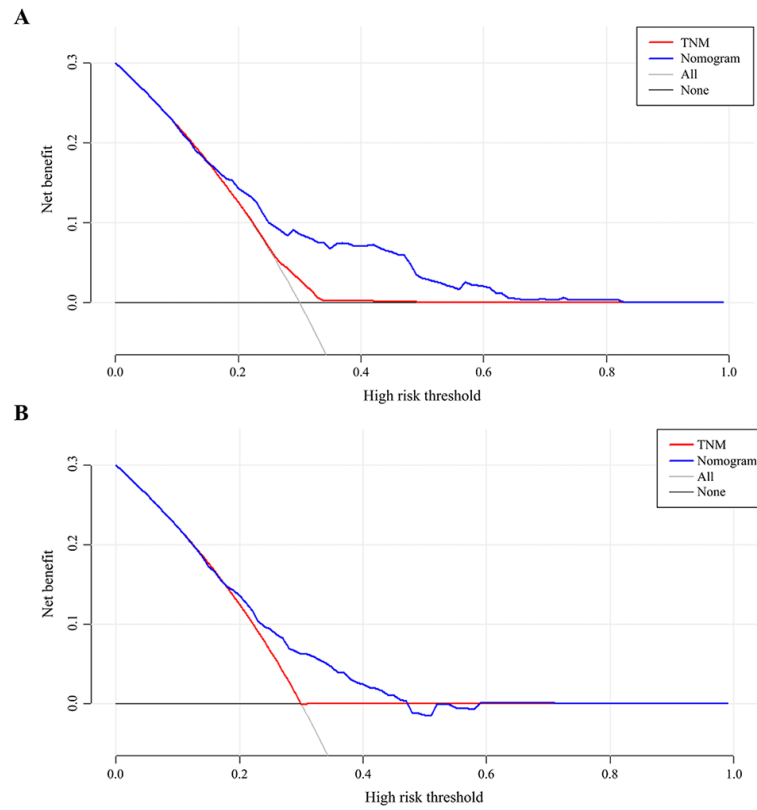 A
TNM
Nomogram
All
None
Net benefit
0.3
0.2
0.1
0.0
0.0 0.2 0.4 0.6 0.8 1.0
High risk threshold
B
TNM
Nomogram
All
None
Net benefit
0.3
0.2
0.1
0.0
0.0 0.2 0.4 0.6 0.8 1.0
High risk threshold